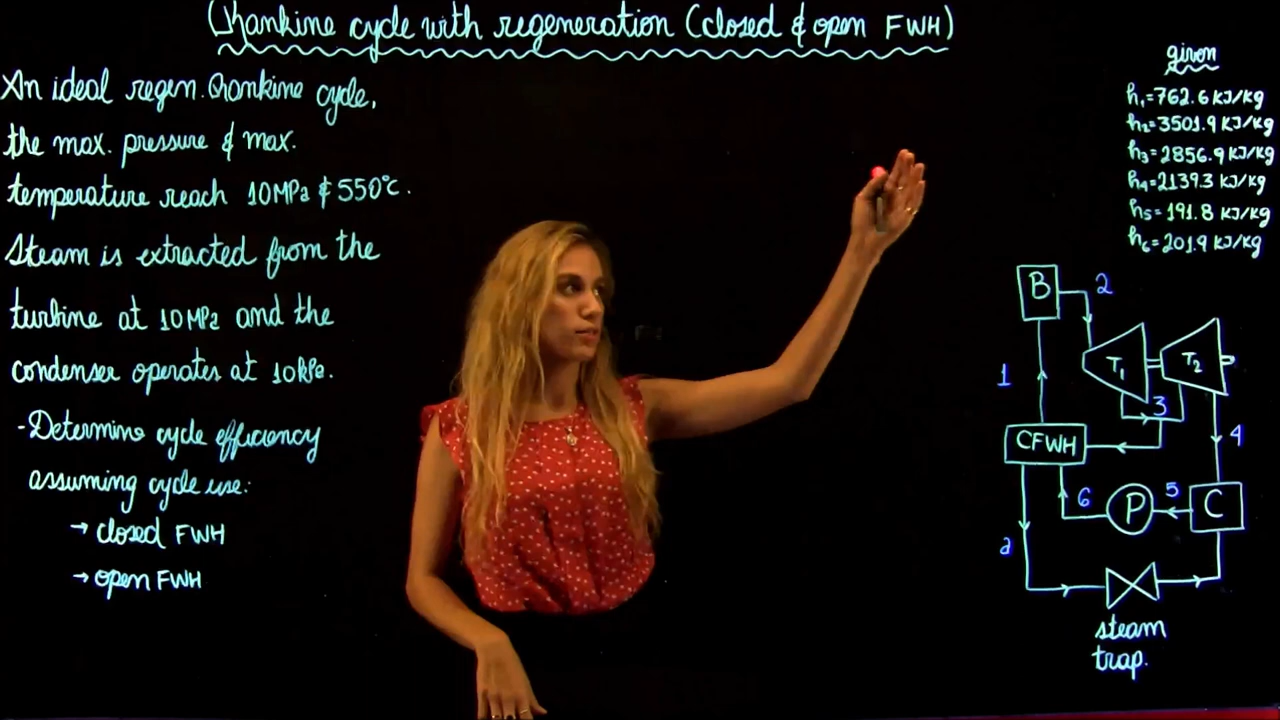 Rankine cycle with regeneration (closed & open FWH)
An ideal regen. Rankine cycle,
the max. pressure & max.
temperature reach 10MPa & 550°C.
Steam is extracted from the
turbine at 10MPa and the
condenser operates at 10kPa.
-Determine cycle efficiency
assuming cycle use:
→ closed FWH
→ open FWH
given
h₁=762.6 KJ/Kg
h₂=3501.9 KJ/Kg
h₃=2856.9 KJ/Kg
h₄=2139.3 KJ/Kg
h₅=191.8 KJ/Kg
h₆=201.9 KJ/Kg
B 2
T₁ T₂
1 3
CFWH 4
6 P 5 C
a
steam
trap.